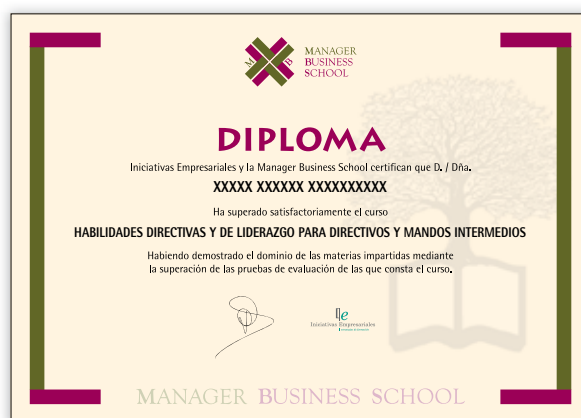 M B
MANAGER
BUSINESS
SCHOOL
DIPLOMA
Iniciativas Empresariales y la Manager Business School certifican que D. / Dña.
XXXXX XXXXXX XXXXXXXXXX
Ha superado satisfactoriamente el curso
HABILIDADES DIRECTIVAS Y DE LIDERAZGO PARA DIRECTIVOS Y MANDOS INTERMEDIOS
Habiendo demostrado el dominio de las materias impartidas mediante
la superación de las pruebas de evaluación de las que consta el curso.
Iniciativas Empresariales
MANAGER BUSINESS SCHOOL